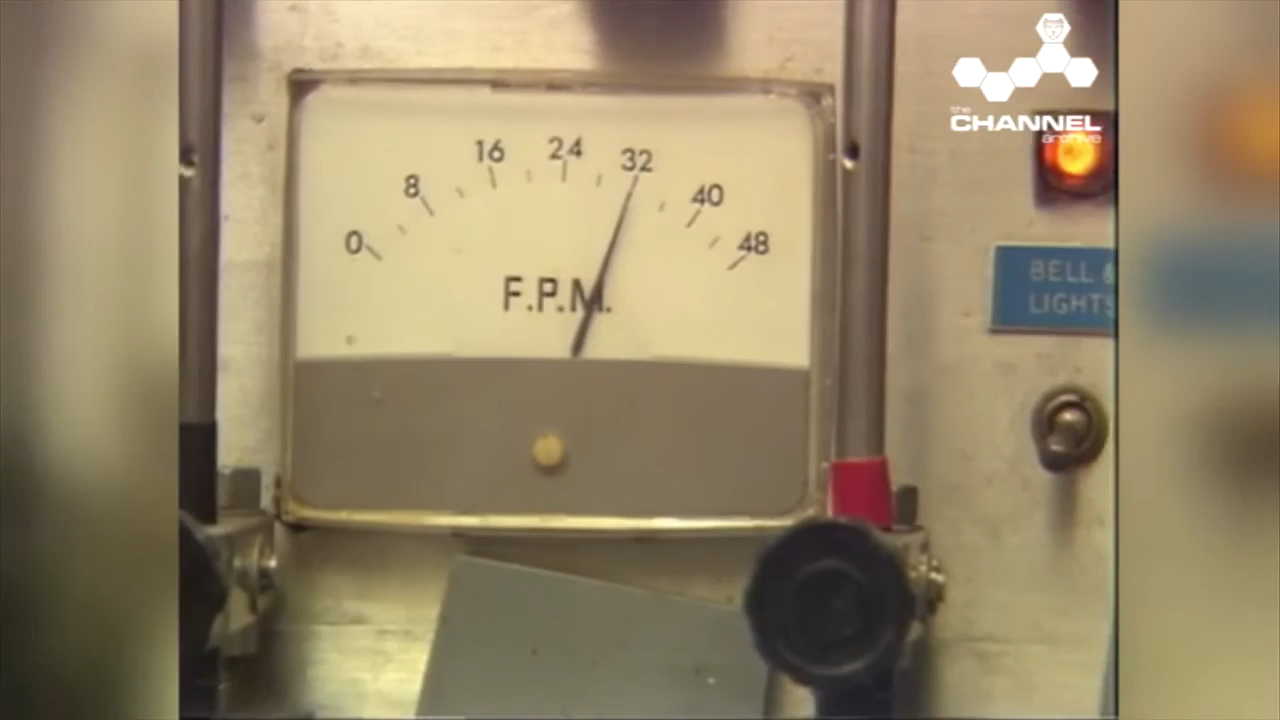 the
CHANNEL
archive
0 8 16 24 32 40 48
F.P.M.
BELL &
LIGHTS